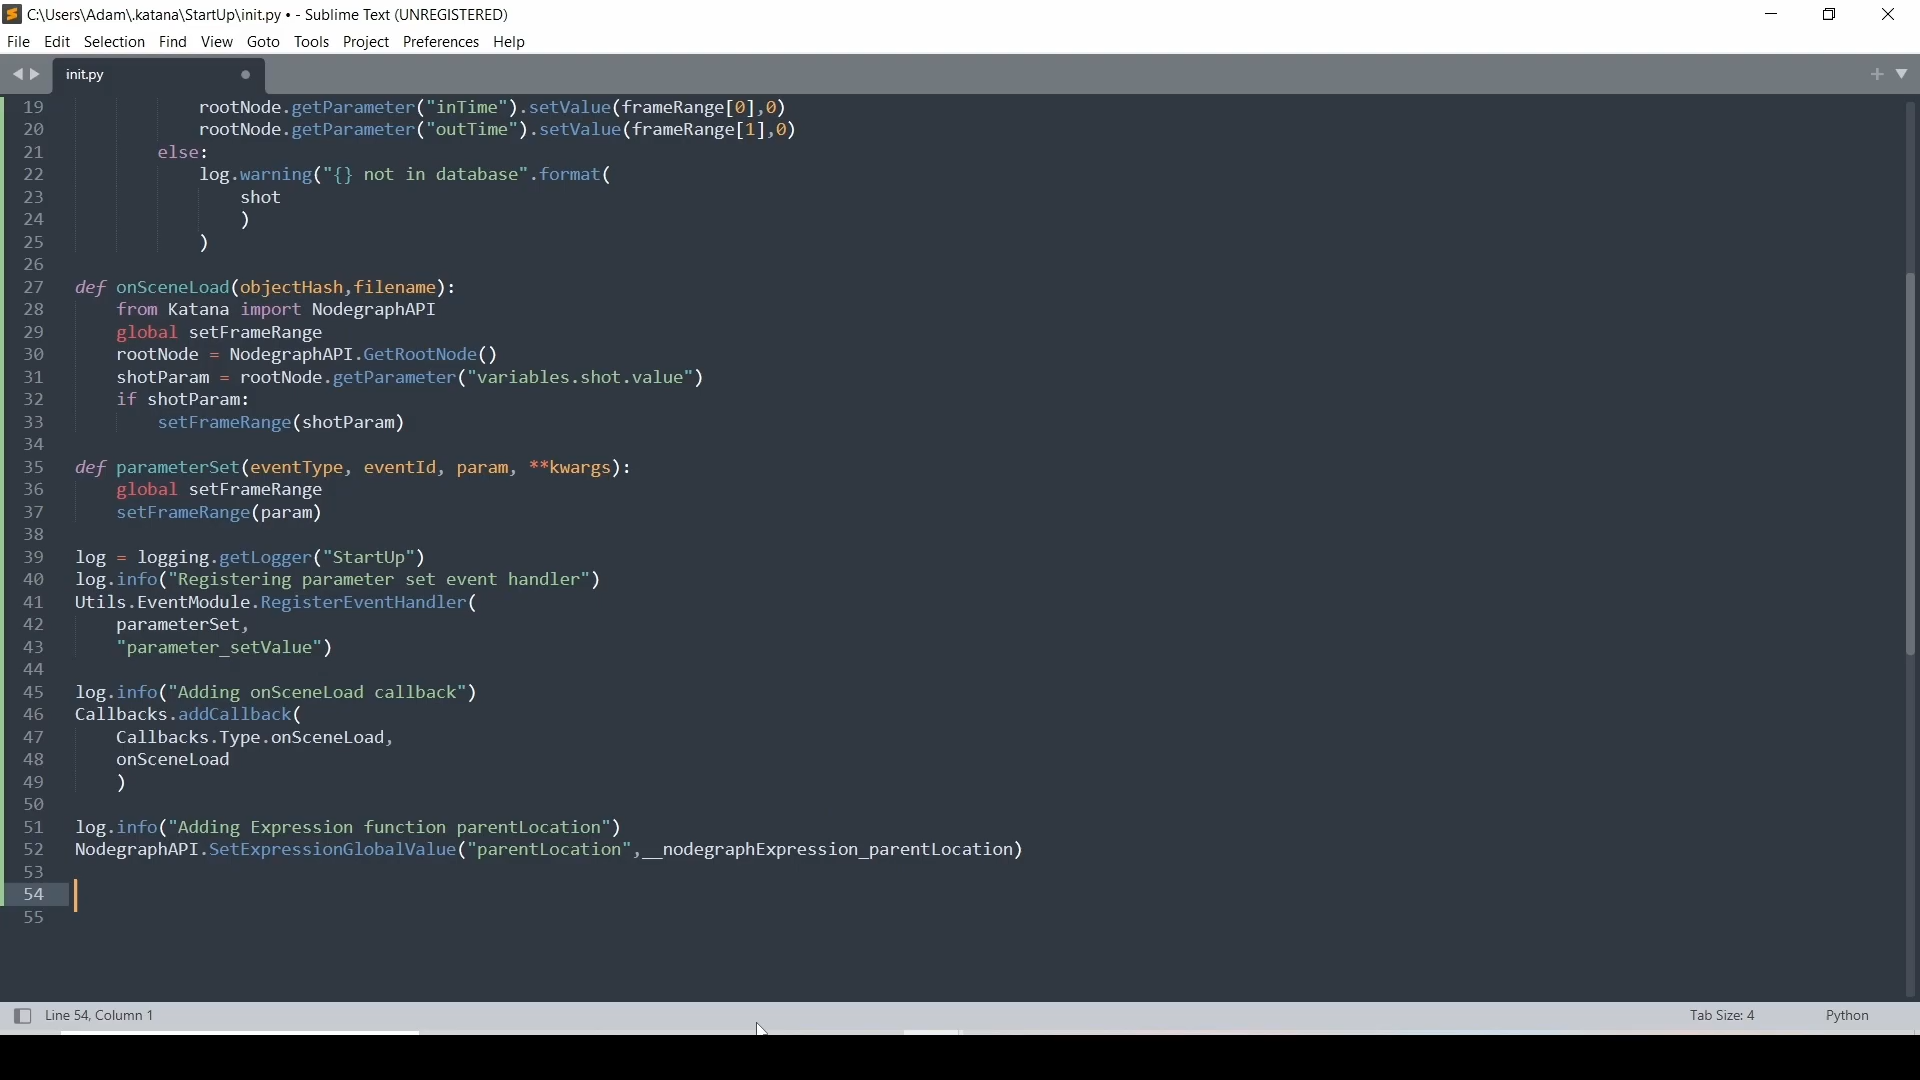 C:\Users\Adam\.katana\StartUp\init.py • - Sublime Text (UNREGISTERED)
File Edit Selection Find View Goto Tools Project Preferences Help
init.py
19 rootNode.getParameter("inTime").setValue(frameRange[0],0)
20 rootNode.getParameter("outTime").setValue(frameRange[1],0)
21 else:
22 log.warning("{} not in database".format(
23 shot
24 )
25 )
26
27 def onSceneLoad(objectHash,filename):
28 from Katana import NodegraphAPI
29 global setFrameRange
30 rootNode = NodegraphAPI.GetRootNode()
31 shotParam = rootNode.getParameter("variables.shot.value")
32 if shotParam:
33 setFrameRange(shotParam)
34
35 def parameterSet(eventType, eventId, param, **kwargs):
36 global setFrameRange
37 setFrameRange(param)
38
39 log = logging.getLogger("StartUp")
40 log.info("Registering parameter set event handler")
41 Utils.EventModule.RegisterEventHandler(
42 parameterSet,
43 "parameter_setValue")
44
45 log.info("Adding onSceneLoad callback")
46 Callbacks.addCallback(
47 Callbacks.Type.onSceneLoad,
48 onSceneLoad
49 )
50
51 log.info("Adding Expression function parentLocation")
52 NodegraphAPI.SetExpressionGlobalValue("parentLocation",__nodegraphExpression_parentLocation)
53
54
55
Line 54, Column 1 Tab Size: 4 Python